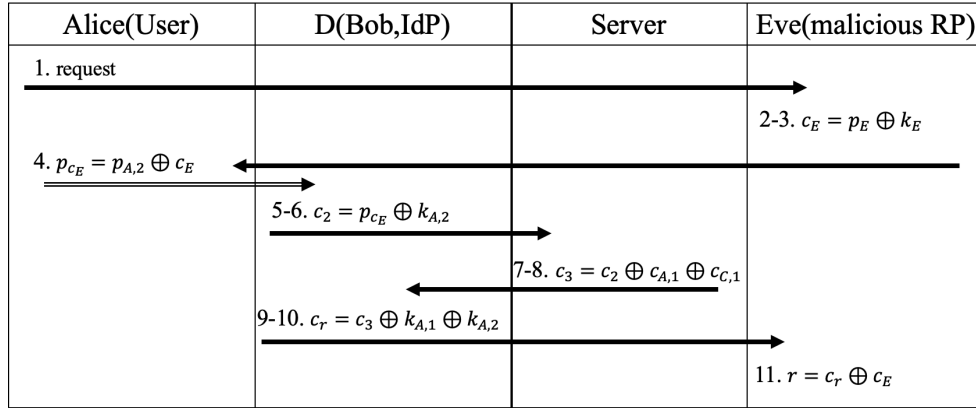 Alice(User) D(Bob,IdP) Server Eve(malicious RP)
1. request
2-3. c_E = p_E ⊕ k_E
4. p_{c_E} = p_{A,2} ⊕ c_E
5-6. c_2 = p_{c_E} ⊕ k_{A,2}
7-8. c_3 = c_2 ⊕ c_{A,1} ⊕ c_{C,1}
9-10. c_r = c_3 ⊕ k_{A,1} ⊕ k_{A,2}
11. r = c_r ⊕ c_E